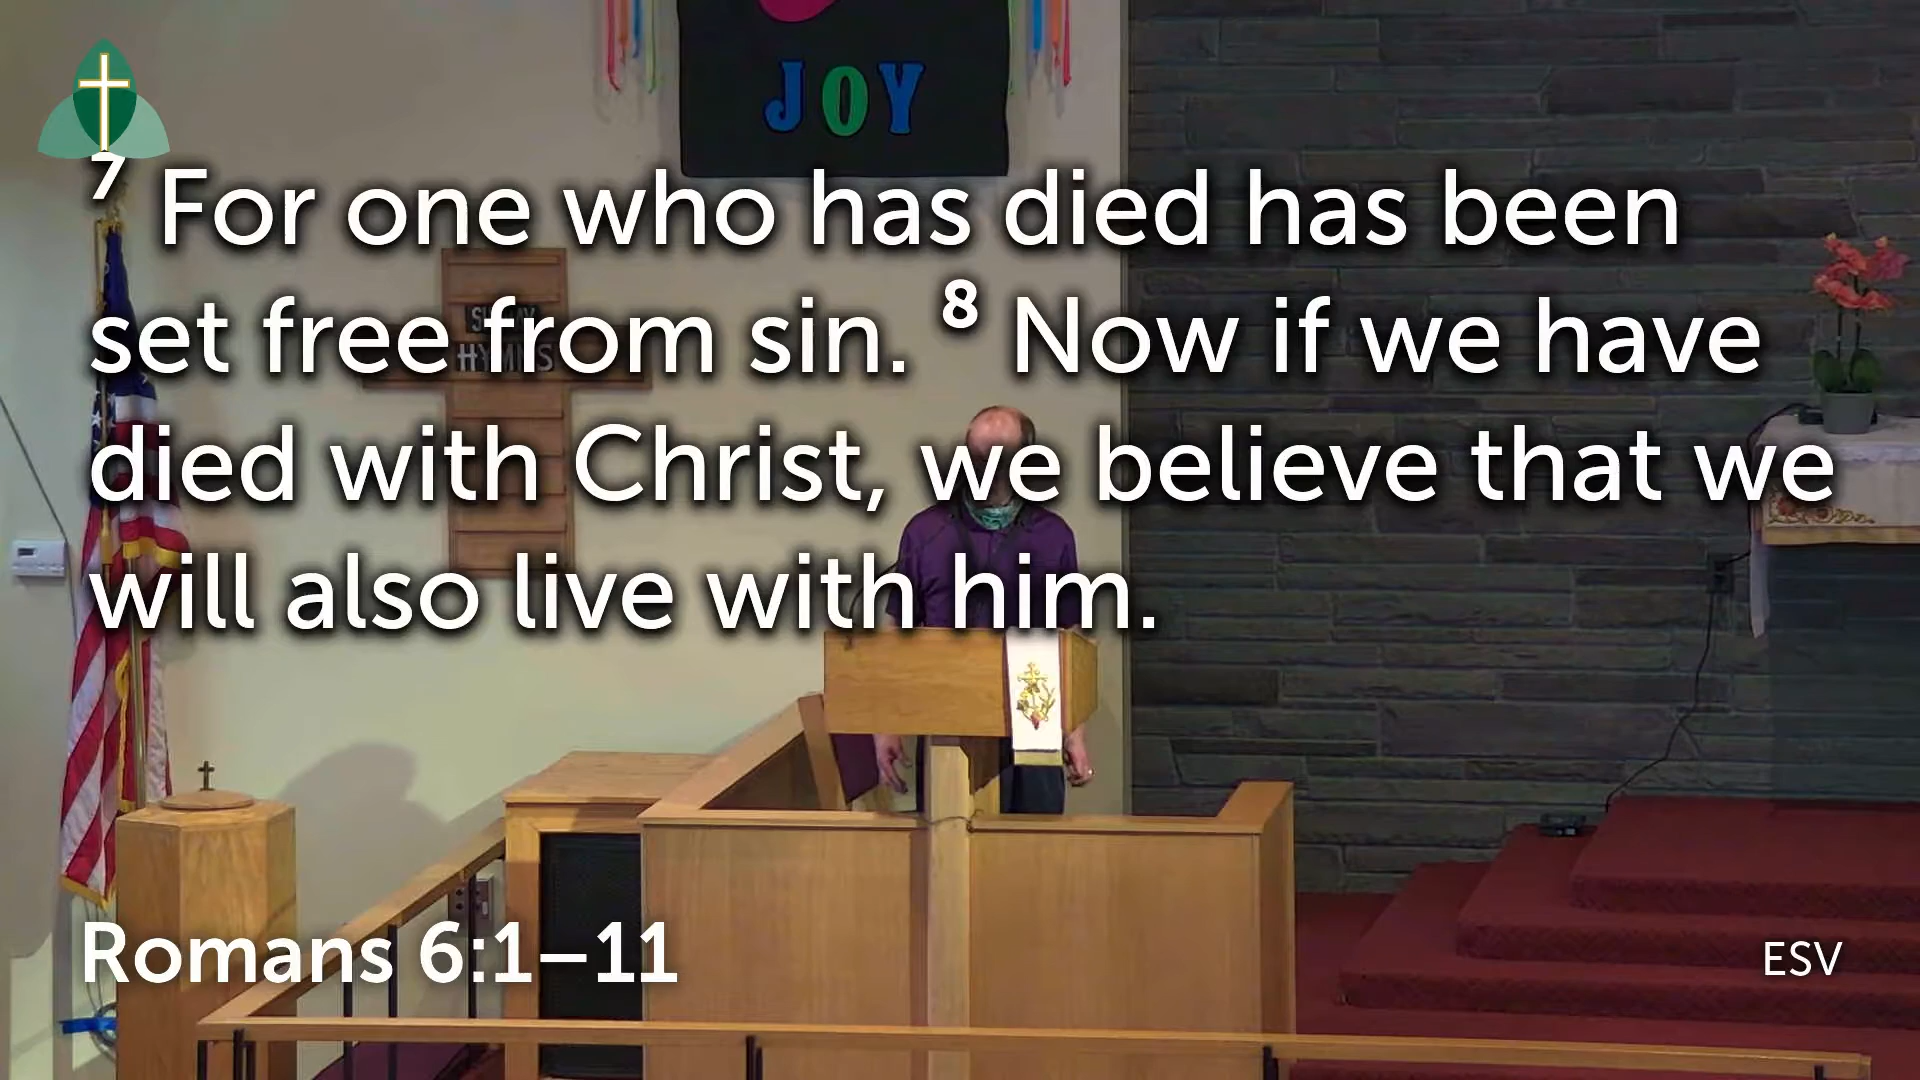 JOY
7 For one who has died has been
set free from sin. 8 Now if we have
died with Christ, we believe that we
will also live with him.
HYMNS
Romans 6:1–11
ESV